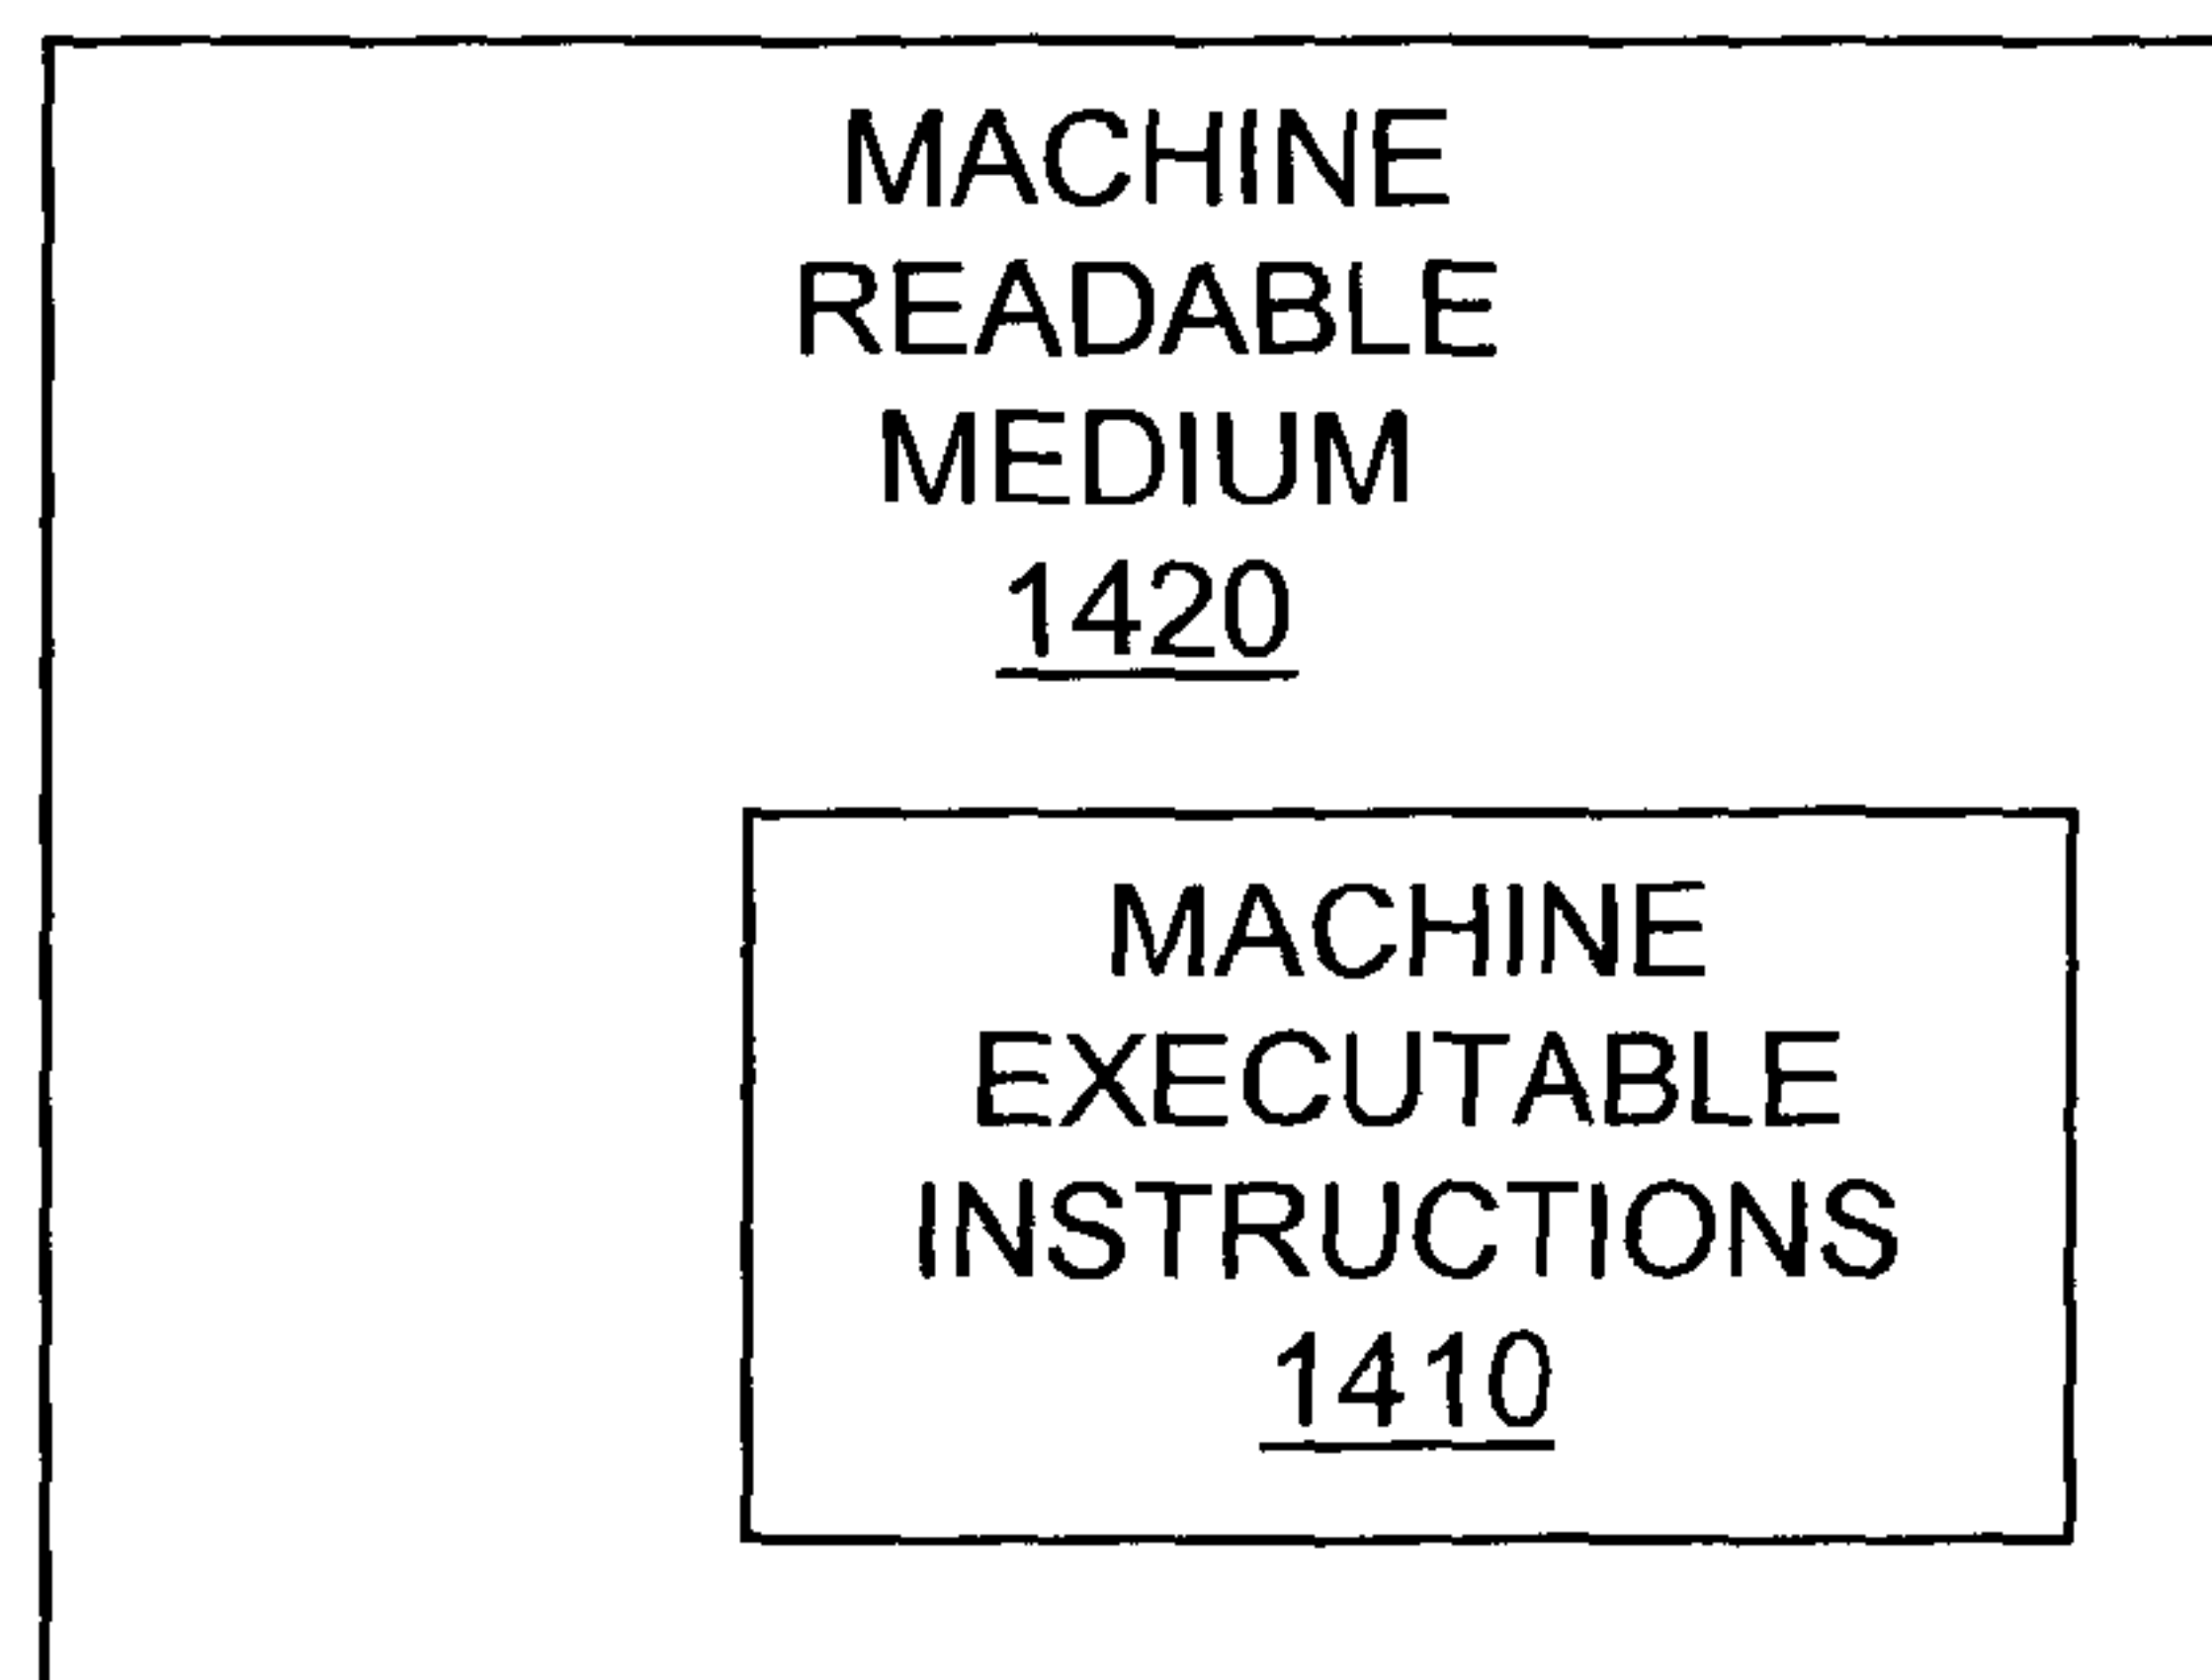 MACHINE
READABLE
MEDIUM
1420
MACHINE
EXECUTABLE
INSTRUCTIONS
1410